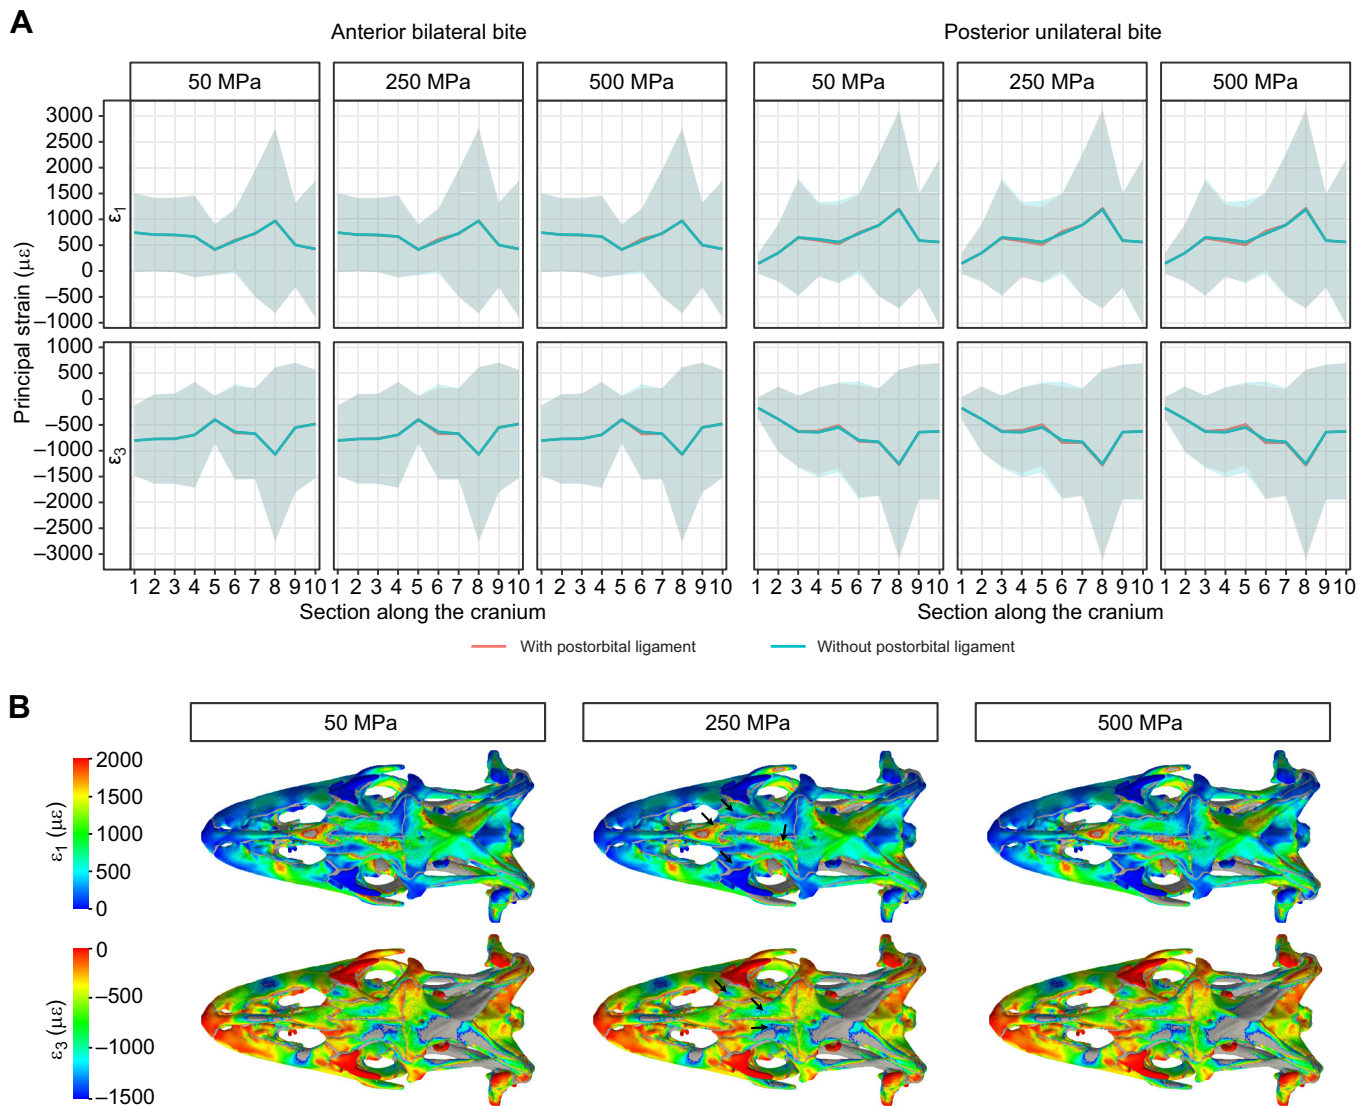 A
Anterior bilateral bite
Posterior unilateral bite
50 MPa 250 MPa 500 MPa 50 MPa 250 MPa 500 MPa
Principal strain (µε)
ε1
3000
2500
2000
1500
1000
500
0
–500
–1000
ε3
1000
500
0
–500
–1000
–1500
–2000
–2500
–3000
1 2 3 4 5 6 7 8 9 10 1 2 3 4 5 6 7 8 9 10 1 2 3 4 5 6 7 8 9 10 1 2 3 4 5 6 7 8 9 10 1 2 3 4 5 6 7 8 9 10 1 2 3 4 5 6 7 8 9 10
Section along the cranium Section along the cranium
With postorbital ligament Without postorbital ligament
B
50 MPa 250 MPa 500 MPa
ε1 (µε)
2000
1500
1000
500
0
ε3 (µε)
0
–500
–1000
–1500